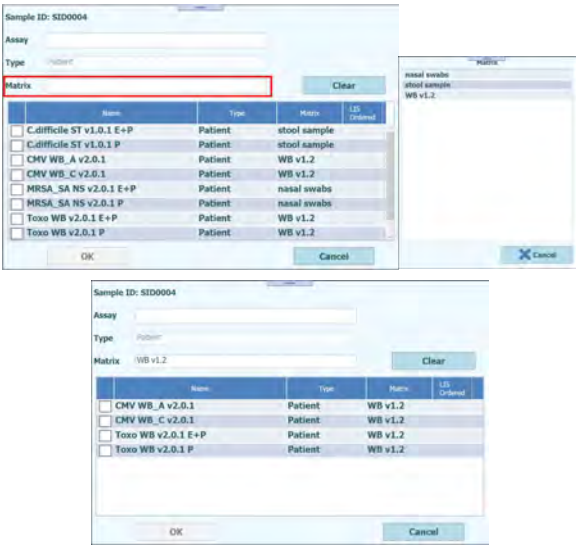 Sample ID: SID0004
Assay
Type Patient
Matrix Clear
Name Type Matrix LIS Ordered
C.difficile ST v1.0.1 E+P Patient stool sample
C.difficile ST v1.0.1 P Patient stool sample
CMV WB_A v2.0.1 Patient WB v1.2
CMV WB_C v2.0.1 Patient WB v1.2
MRSA_SA NS v2.0.1 E+P Patient nasal swabs
MRSA_SA NS v2.0.1 P Patient nasal swabs
Toxo WB v2.0.1 E+P Patient WB v1.2
Toxo WB v2.0.1 P Patient WB v1.2
OK Cancel
Matrix
nasal swabs
stool sample
WB v1.2
Cancel
Sample ID: SID0004
Assay
Type Patient
Matrix WB v1.2 Clear
Name Type Matrix LIS Ordered
CMV WB_A v2.0.1 Patient WB v1.2
CMV WB_C v2.0.1 Patient WB v1.2
Toxo WB v2.0.1 E+P Patient WB v1.2
Toxo WB v2.0.1 P Patient WB v1.2
OK Cancel